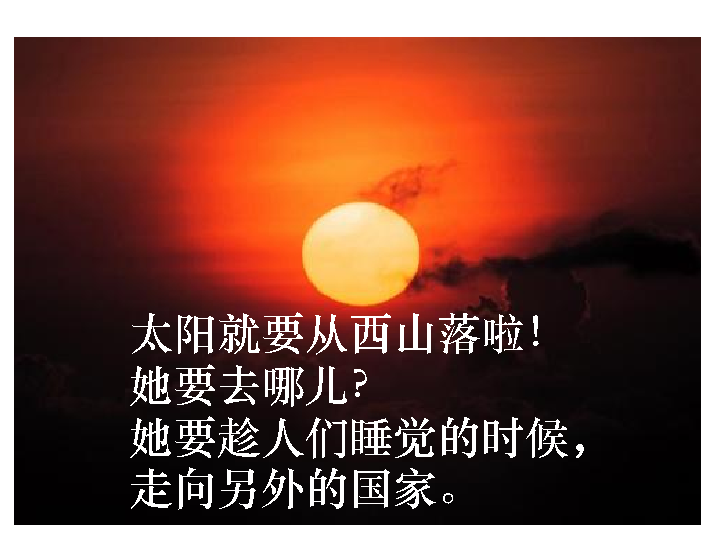 太阳就要从西山落啦！
她要去哪儿？
她要趁人们睡觉的时候，
走向另外的国家。